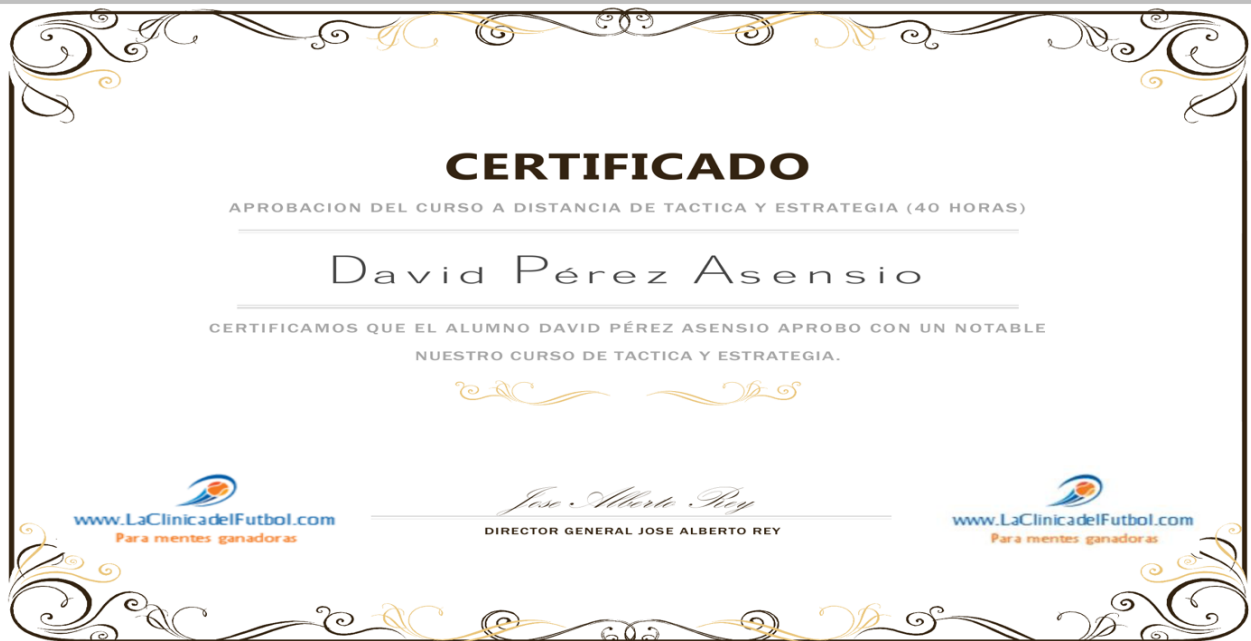 CERTIFICADO
APROBACION DEL CURSO A DISTANCIA DE TACTICA Y ESTRATEGIA (40 HORAS)
David Pérez Asensio
CERTIFICAMOS QUE EL ALUMNO DAVID PÉREZ ASENSIO APROBO CON UN NOTABLE
NUESTRO CURSO DE TACTICA Y ESTRATEGIA.
Jose Alberto Rey
DIRECTOR GENERAL JOSE ALBERTO REY
www.LaClinicadelFutbol.com
Para mentes ganadoras
www.LaClinicadelFutbol.com
Para mentes ganadoras